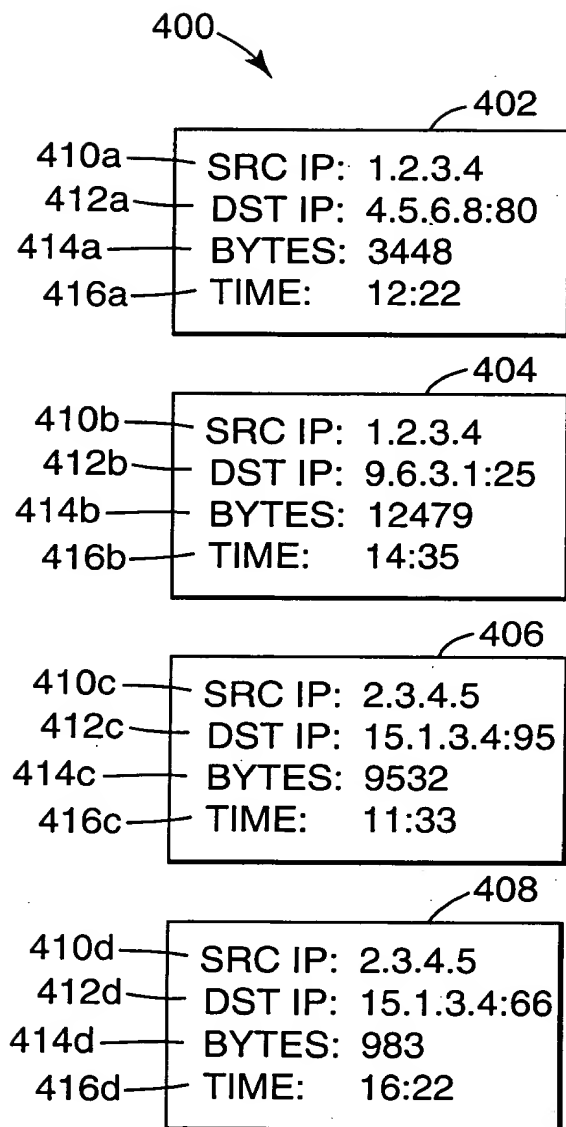 400
402
410a SRC IP: 1.2.3.4
412a DST IP: 4.5.6.8:80
414a BYTES: 3448
416a TIME: 12:22
404
410b SRC IP: 1.2.3.4
412b DST IP: 9.6.3.1:25
414b BYTES: 12479
416b TIME: 14:35
406
410c SRC IP: 2.3.4.5
412c DST IP: 15.1.3.4:95
414c BYTES: 9532
416c TIME: 11:33
408
410d SRC IP: 2.3.4.5
412d DST IP: 15.1.3.4:66
414d BYTES: 983
416d TIME: 16:22